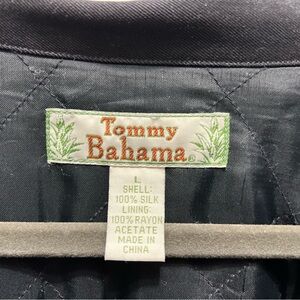 Tommy
Bahama®
L
SHELL:
100% SILK
LINING:
100% RAYON
ACETATE
MADE IN
CHINA